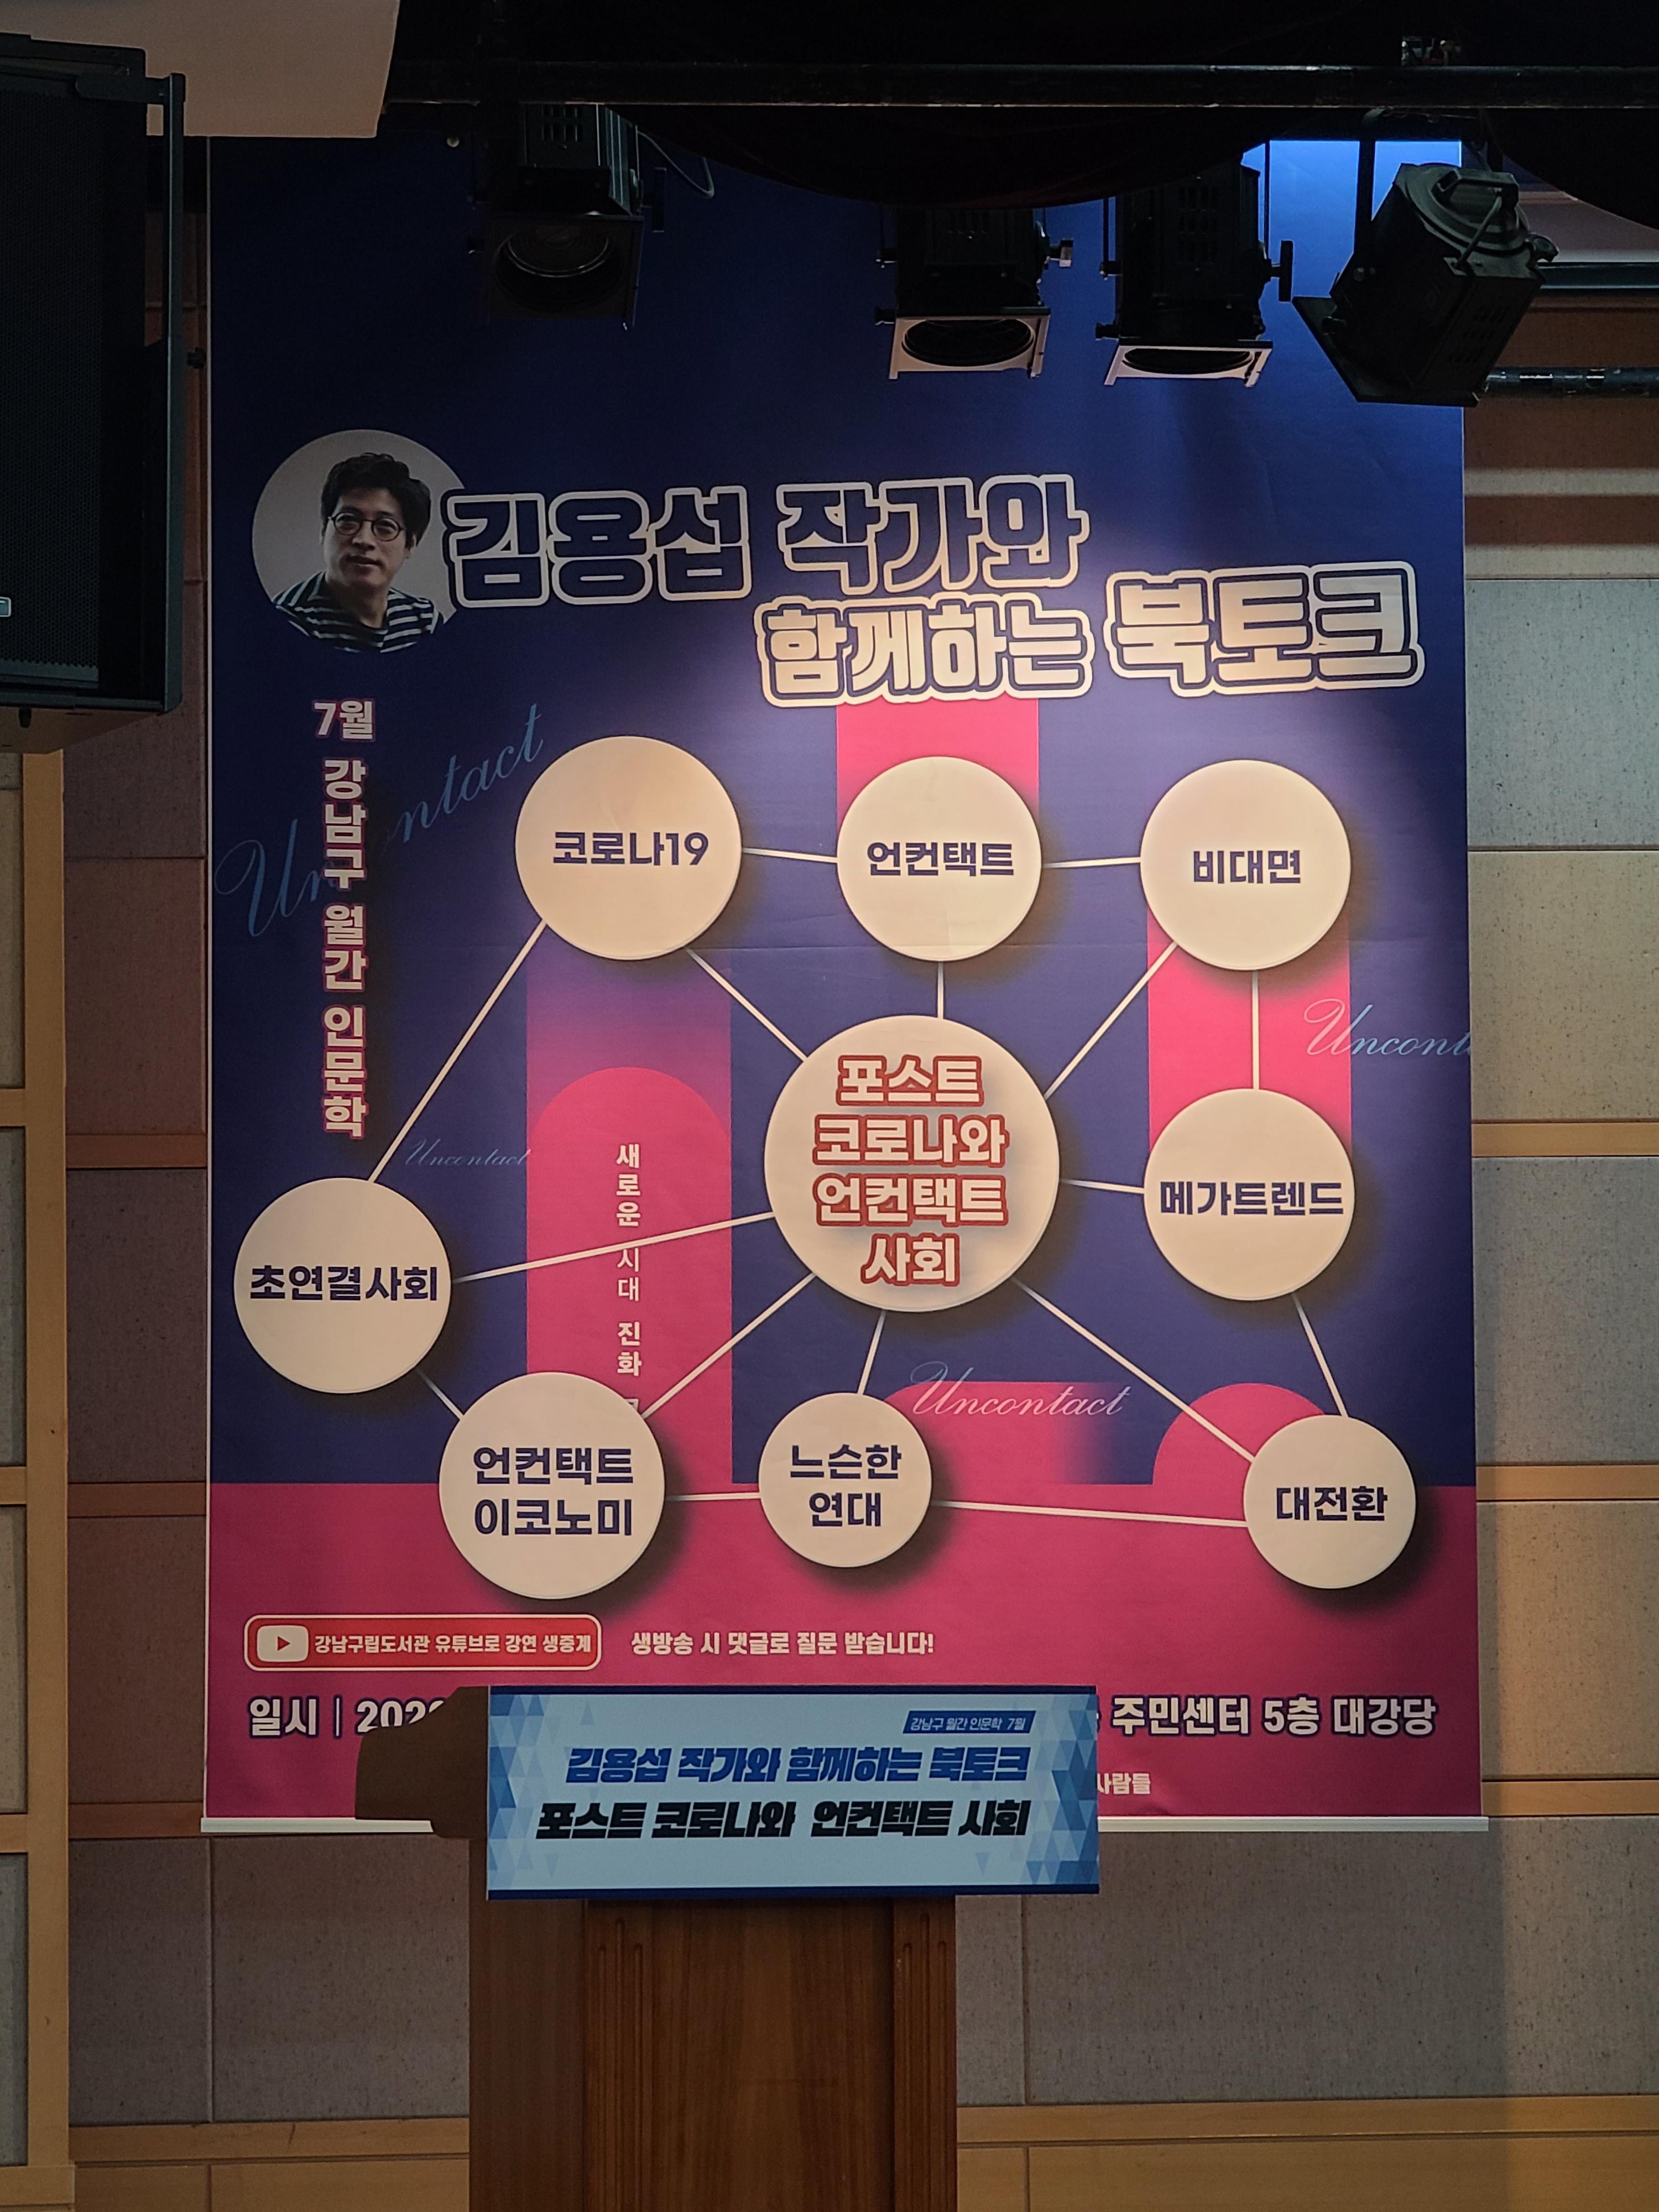 김용섭 작가와
함께하는 북토크
7월 강남구 월간 인문학
Uncontact
코로나19
언컨택트
비대면
포스트
코로나와
언컨택트
사회
Uncont
메가트렌드
Uncontact
새로운 시대 진화
초연결사회
Uncontact
언컨택트
이코노미
느슨한
연대
대전환
강남구립도서관 유튜브로 강연 생중계
생방송 시 댓글로 질문 받습니다!
일시 | 202
주민센터 5층 대강당
사람들
강남구 월간 인문학 7월
김용섭 작가와 함께하는 북토크
포스트 코로나와 언컨택트 사회